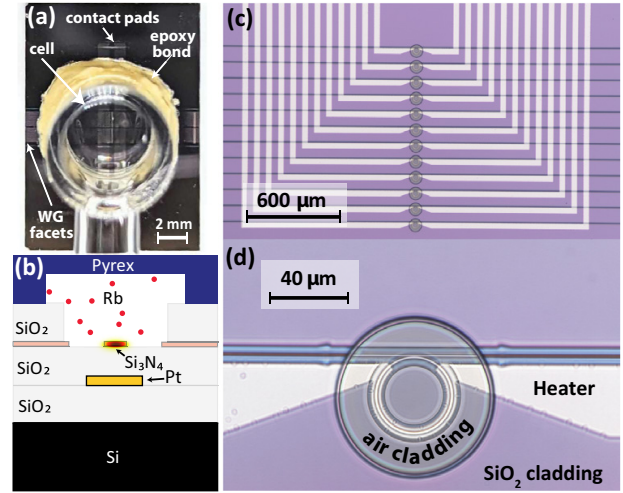 (a)
contact pads
cell
epoxy
bond
WG
facets
2 mm
(b)
Pyrex
Rb
SiO₂
Si₃N₄
SiO₂
Pt
SiO₂
Si
(c)
600 µm
(d)
40 µm
Heater
air cladding
SiO₂ cladding